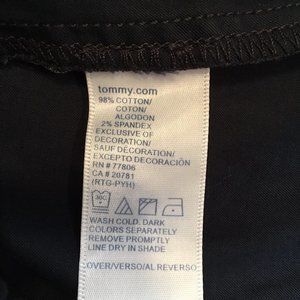 tommy.com
98% COTTON/
COTON/
ALGODON
2% SPANDEX
EXCLUSIVE OF
DECORATION/
SAUF DÉCORATION/
EXCEPTO DECORACIÓN
RN # 77806
CA # 20781
(RTG-PYH)
WASH COLD. DARK
COLORS SEPARATELY
REMOVE PROMPTLY
LINE DRY IN SHADE
OVER/VERSO/AL REVERSO